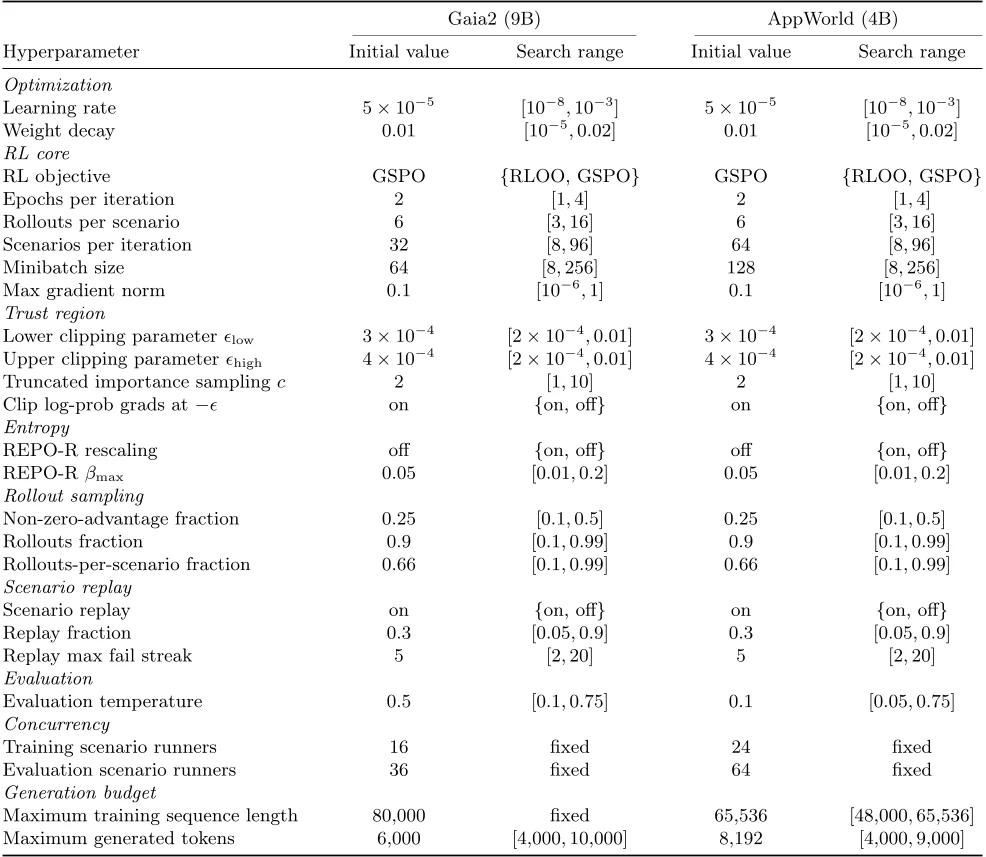 Gaia2 (9B) AppWorld (4B)
Hyperparameter Initial value Search range Initial value Search range
Optimization
Learning rate 5 × 10⁻⁵ [10⁻⁸, 10⁻³] 5 × 10⁻⁵ [10⁻⁸, 10⁻³]
Weight decay 0.01 [10⁻⁵, 0.02] 0.01 [10⁻⁵, 0.02]
RL core
RL objective GSPO {RLOO, GSPO} GSPO {RLOO, GSPO}
Epochs per iteration 2 [1, 4] 2 [1, 4]
Rollouts per scenario 6 [3, 16] 6 [3, 16]
Scenarios per iteration 32 [8, 96] 64 [8, 96]
Minibatch size 64 [8, 256] 128 [8, 256]
Max gradient norm 0.1 [10⁻⁶, 1] 0.1 [10⁻⁶, 1]
Trust region
Lower clipping parameter ϵlow 3 × 10⁻⁴ [2 × 10⁻⁴, 0.01] 3 × 10⁻⁴ [2 × 10⁻⁴, 0.01]
Upper clipping parameter ϵhigh 4 × 10⁻⁴ [2 × 10⁻⁴, 0.01] 4 × 10⁻⁴ [2 × 10⁻⁴, 0.01]
Truncated importance sampling c 2 [1, 10] 2 [1, 10]
Clip log-prob grads at −ϵ on {on, off} on {on, off}
Entropy
REPO-R rescaling off {on, off} off {on, off}
REPO-R βmax 0.05 [0.01, 0.2] 0.05 [0.01, 0.2]
Rollout sampling
Non-zero-advantage fraction 0.25 [0.1, 0.5] 0.25 [0.1, 0.5]
Rollouts fraction 0.9 [0.1, 0.99] 0.9 [0.1, 0.99]
Rollouts-per-scenario fraction 0.66 [0.1, 0.99] 0.66 [0.1, 0.99]
Scenario replay
Scenario replay on {on, off} on {on, off}
Replay fraction 0.3 [0.05, 0.9] 0.3 [0.05, 0.9]
Replay max fail streak 5 [2, 20] 5 [2, 20]
Evaluation
Evaluation temperature 0.5 [0.1, 0.75] 0.1 [0.05, 0.75]
Concurrency
Training scenario runners 16 fixed 24 fixed
Evaluation scenario runners 36 fixed 64 fixed
Generation budget
Maximum training sequence length 80,000 fixed 65,536 [48,000, 65,536]
Maximum generated tokens 6,000 [4,000, 10,000] 8,192 [4,000, 9,000]